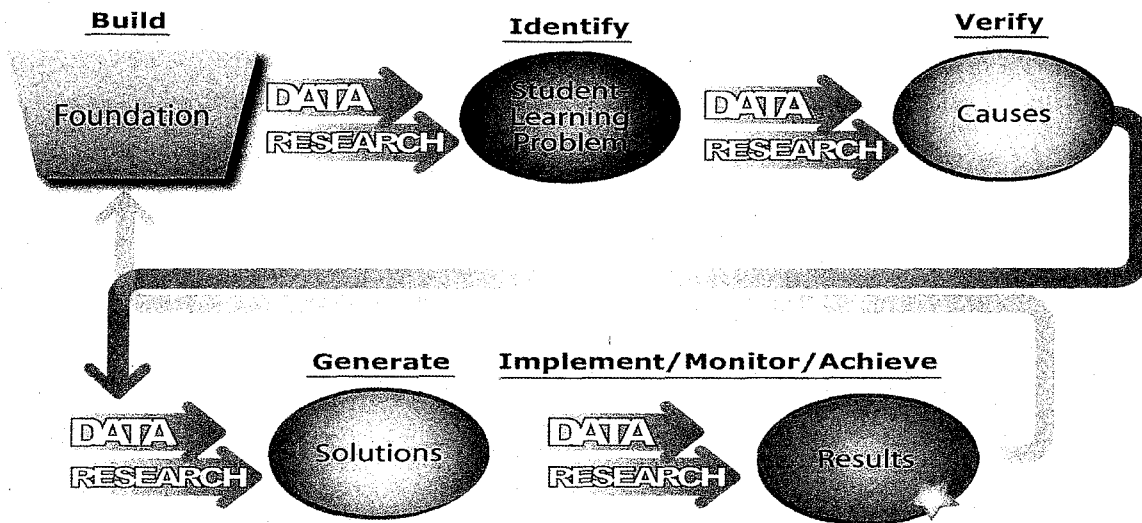 Build
Identify
Verify
Foundation
DATA
RESEARCH
Student
Learning
Problem
DATA
RESEARCH
Causes
Generate
Implement/Monitor/Achieve
DATA
RESEARCH
Solutions
DATA
RESEARCH
Results